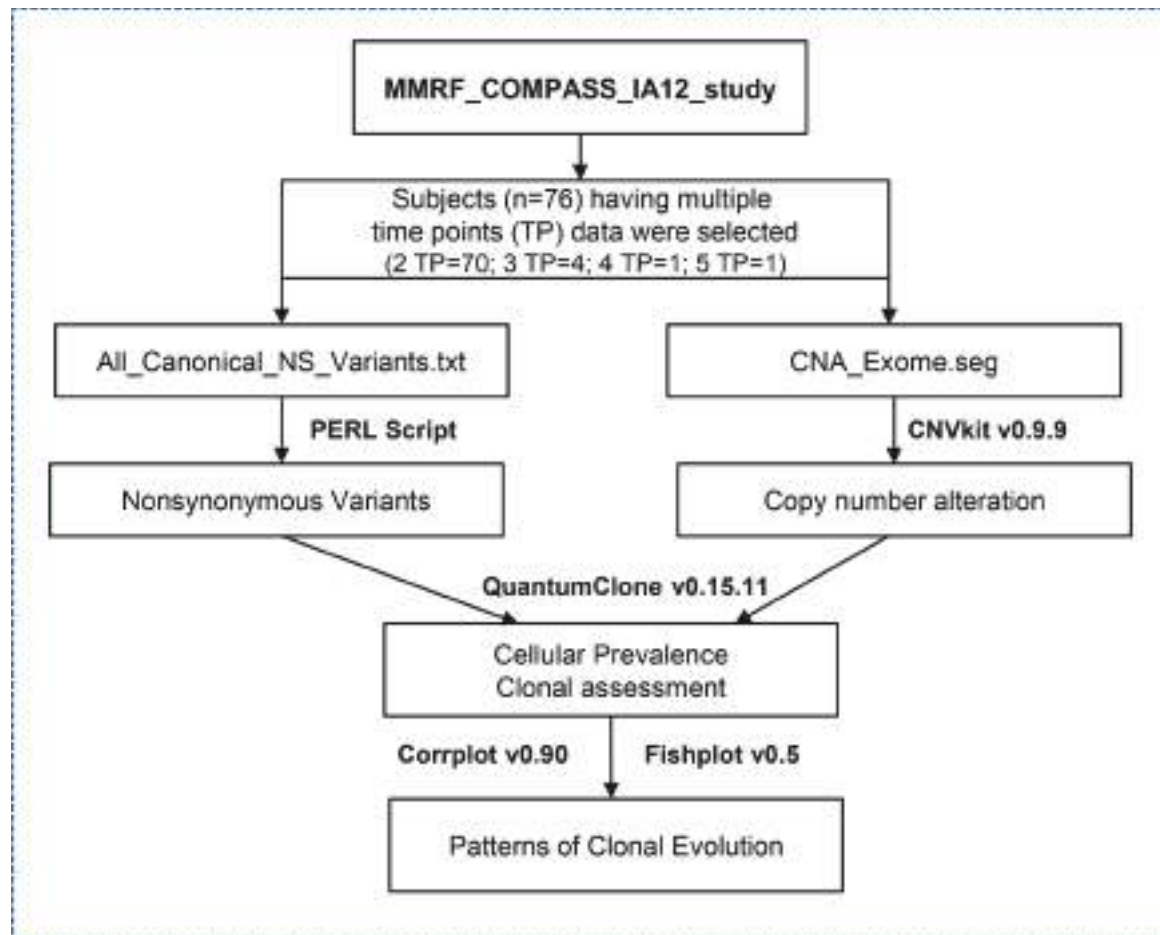 MMRF_COMPASS_IA12_study
Subjects (n=76) having multiple
time points (TP) data were selected
(2 TP=70; 3 TP=4; 4 TP=1; 5 TP=1)
All_Canonical_NS_Variants.txt
CNA_Exome.seg
PERL Script
CNVkit v0.9.9
Nonsynonymous Variants
Copy number alteration
QuantumClone v0.15.11
Cellular Prevalence
Clonal assessment
Corrplot v0.90
Fishplot v0.5
Patterns of Clonal Evolution